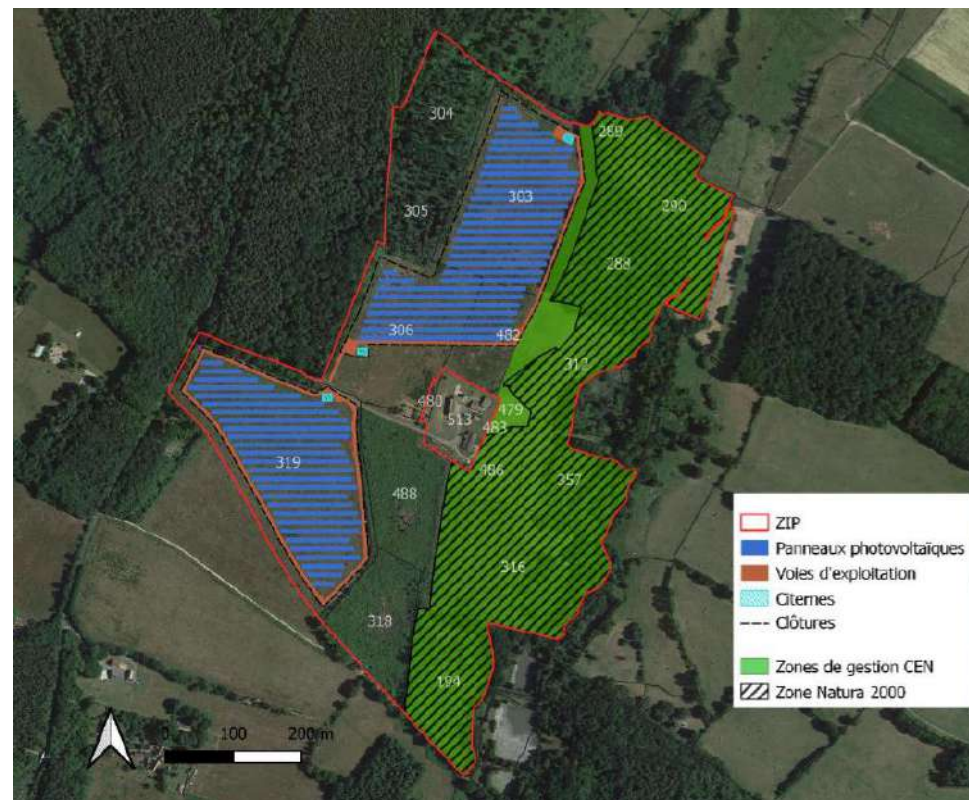 304
289
303
290
305
288
306
482
313
480
479
513
483
319
486
357
488
316
318
194
ZIP
Panneaux photovoltaïques
Voies d'exploitation
Citernes
Clôtures
Zones de gestion CEN
Zone Natura 2000
0 100 200 m